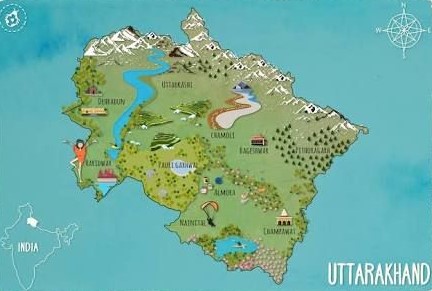 N
W
E
S
UTTARKASHI
DEHRADUN
CHAMOLI
BAGESHWAR
PITHORAGARH
HARIDWAR
PAURI GARHWAL
ALMORA
NAINITAL
CHAMPAWAT
INDIA
UTTARAKHAND